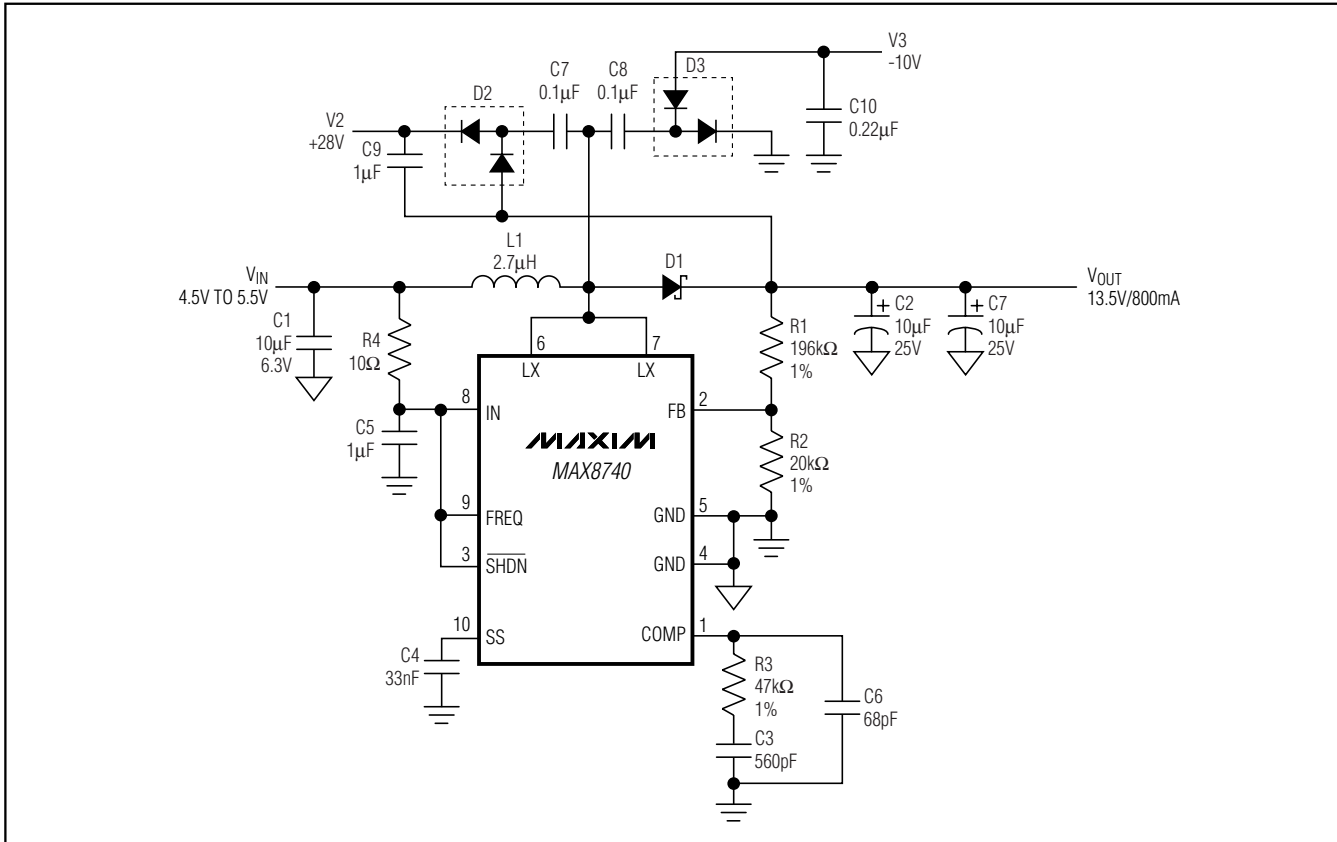 V3
-10V
C7
0.1µF
C8
0.1µF
D3
D2
C10
0.22µF
V2
+28V
C9
1µF
L1
2.7µH
D1
VIN
4.5V TO 5.5V
VOUT
13.5V/800mA
C1
10µF
6.3V
R4
10Ω
C2
10µF
25V
C7
10µF
25V
+
+
R1
196kΩ
1%
6
7
LX
LX
8
IN
2
FB
C5
1µF
MAXIM
MAX8740
R2
20kΩ
1%
9
FREQ
5
GND
3
SHDN
4
GND
10
SS
1
COMP
C4
33nF
R3
47kΩ
1%
C6
68pF
C3
560pF